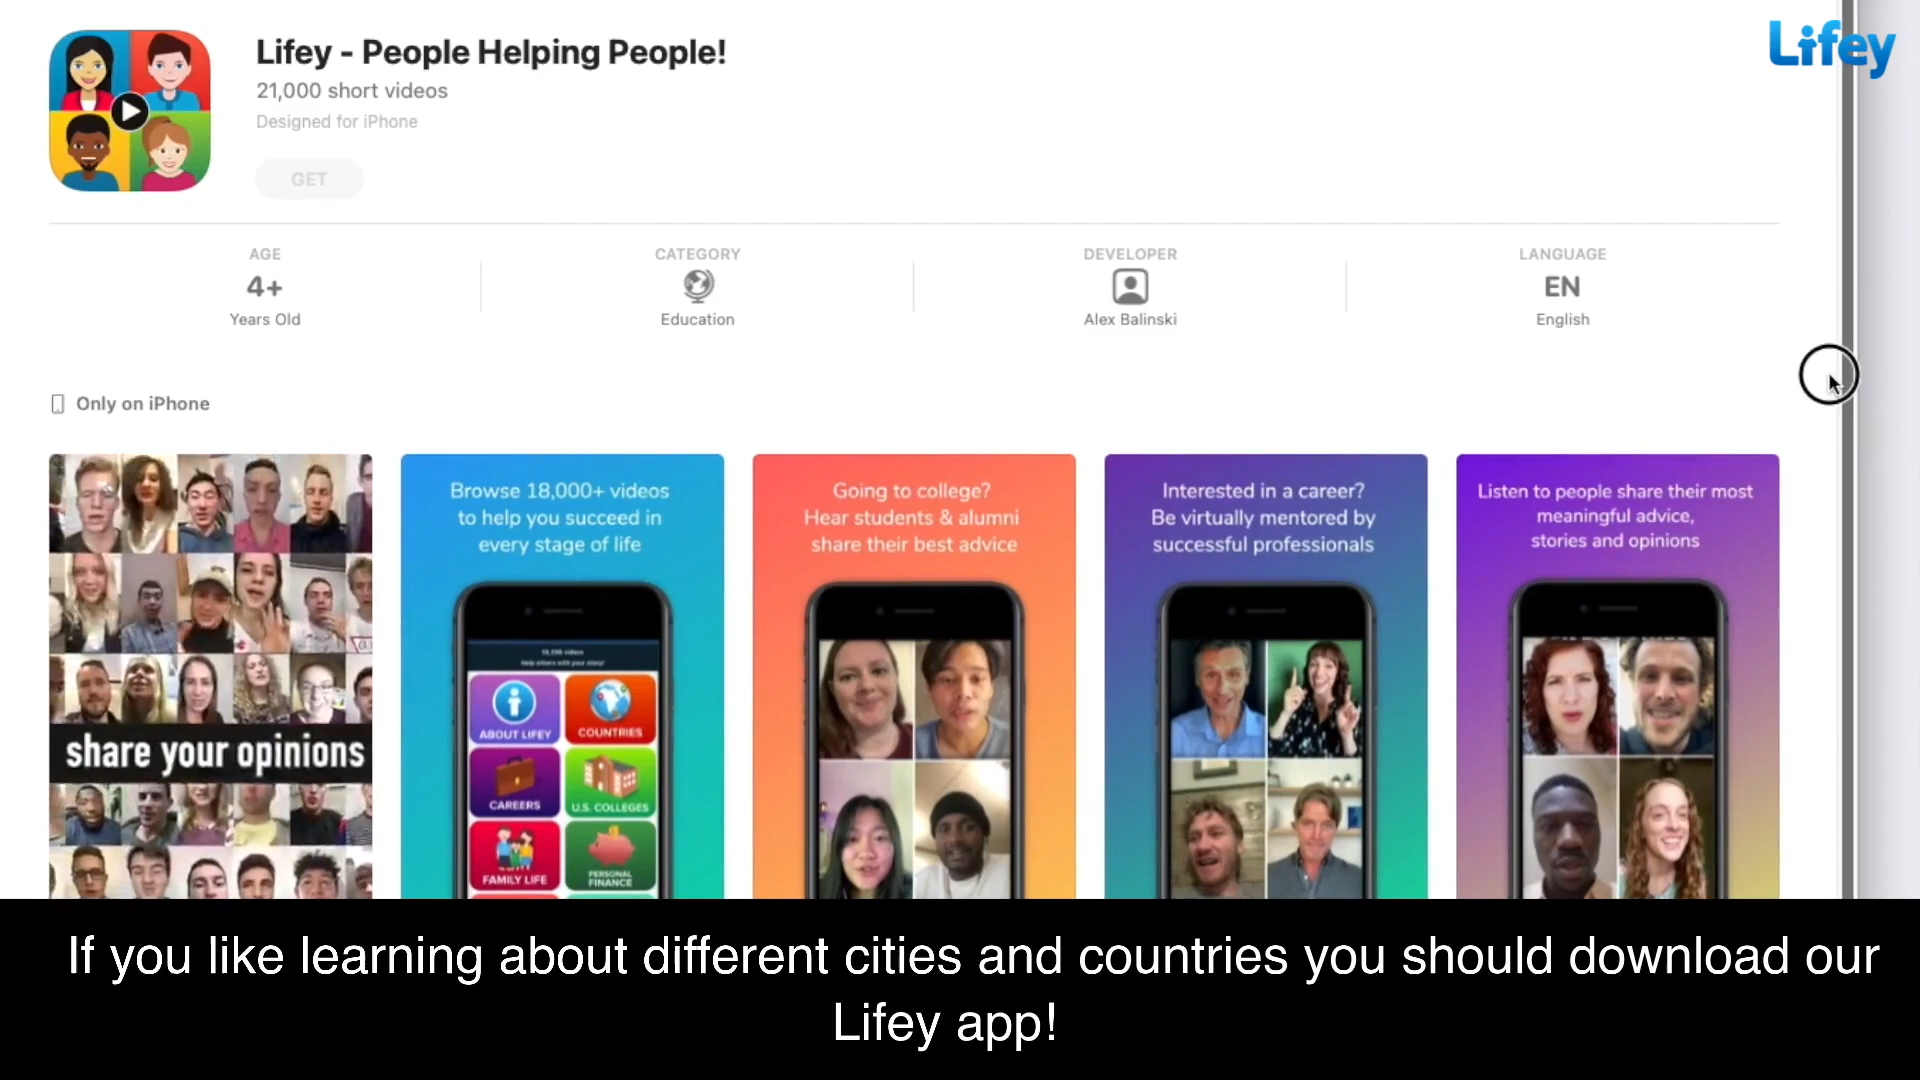 Lifey - People Helping People!
21,000 short videos
Designed for iPhone
GET
Lifey
AGE
4+
Years Old
CATEGORY
Education
DEVELOPER
Alex Balinski
LANGUAGE
EN
English
Only on iPhone
share your opinions
Browse 18,000+ videos
to help you succeed in
every stage of life
Help others with your story!
ABOUT LIFEY
COUNTRIES
CAREERS
U.S. COLLEGES
FAMILY LIFE
PERSONAL
FINANCE
Going to college?
Hear students & alumni
share their best advice
Interested in a career?
Be virtually mentored by
successful professionals
Listen to people share their most
meaningful advice,
stories and opinions
If you like learning about different cities and countries you should download our
Lifey app!